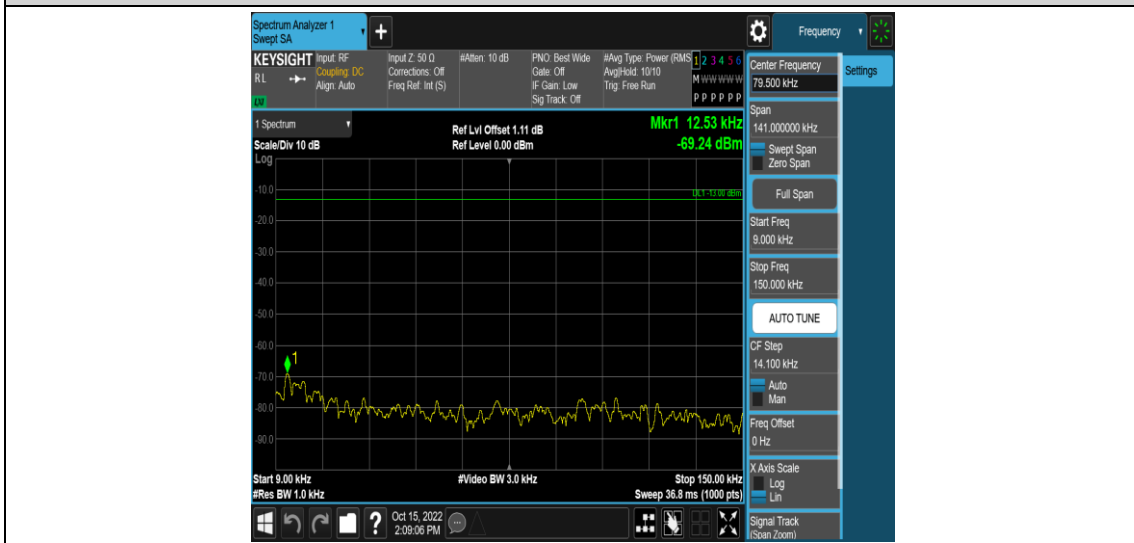 Spectrum Analyzer 1
Swept SA
+
Frequency
KEYSIGHT
RL
LXI
Input: RF
Coupling: DC
Align: Auto
Input Z: 50 Ω
Corrections: Off
Freq Ref: Int (S)
#Atten: 10 dB
PNO: Best Wide
Gate: Off
IF Gain: Low
Sig Track: Off
#Avg Type: Power (RMS
Avg|Hold: 10/10
Trig: Free Run
1 2 3 4 5 6
M W W W W W
P P P P P P
Center Frequency
79.500 kHz
Settings
1 Spectrum
Scale/Div 10 dB
Ref Lvl Offset 1.11 dB
Ref Level 0.00 dBm
Mkr1 12.53 kHz
-69.24 dBm
Log
DL1 -13.00 dBm
-10.0
-20.0
-30.0
-40.0
-50.0
-60.0
-70.0
-80.0
-90.0
1
Start 9.00 kHz
#Res BW 1.0 kHz
#Video BW 3.0 kHz
Stop 150.00 kHz
Sweep 36.8 ms (1000 pts)
Span
141.000000 kHz
Swept Span
Zero Span
Full Span
Start Freq
9.000 kHz
Stop Freq
150.000 kHz
AUTO TUNE
CF Step
14.100 kHz
Auto
Man
Freq Offset
0 Hz
X Axis Scale
Log
Lin
Signal Track
(Span Zoom)
?
Oct 15, 2022
2:09:06 PM